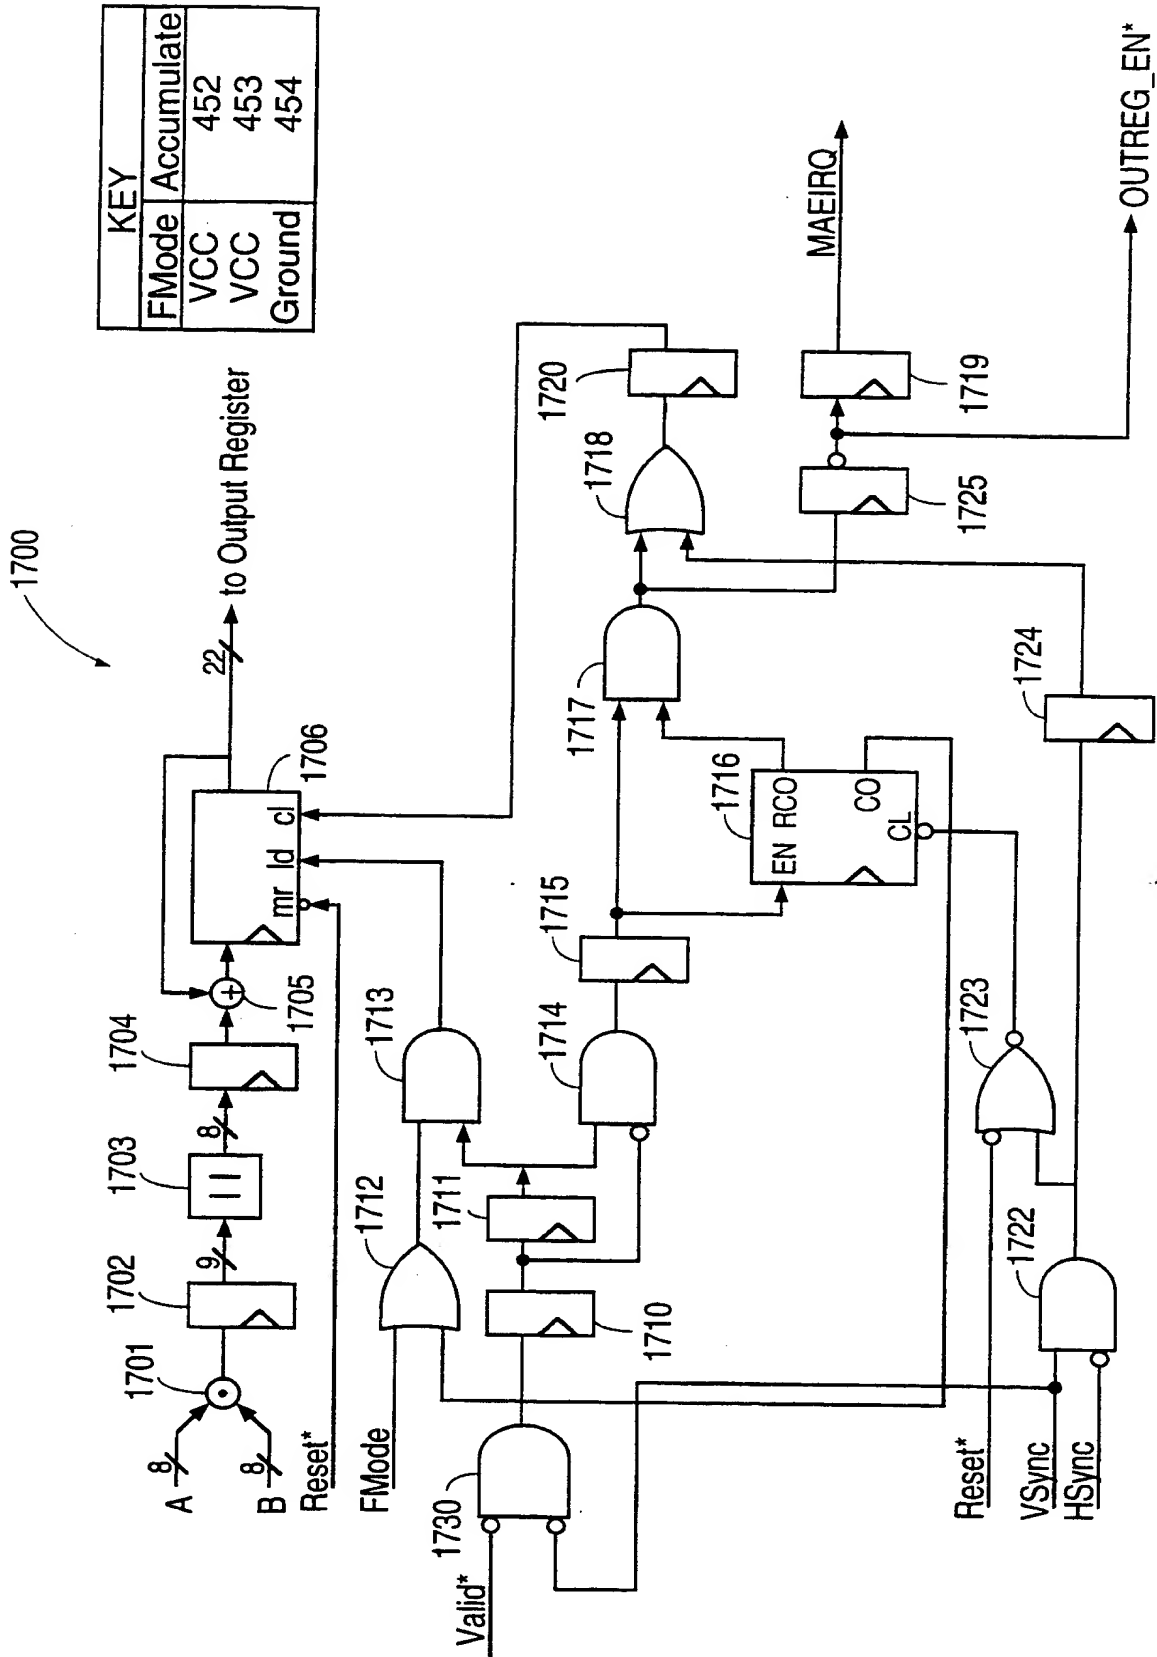 1700
KEY
FMode Accumulate
VCC 452
VCC 453
Ground 454
A 8
B 8
1701
1702
9
1703
8
1704
1705
1706
mr ld cl
22
to Output Register
Reset*
FMode
1712
1713
1711
1710
1714
1715
1730
Valid*
1716
EN RCO
CO
CL
1717
1718
1720
MAEIRQ
1719
1725
OUTREG_EN*
1724
1723
1722
Reset*
VSync
HSync